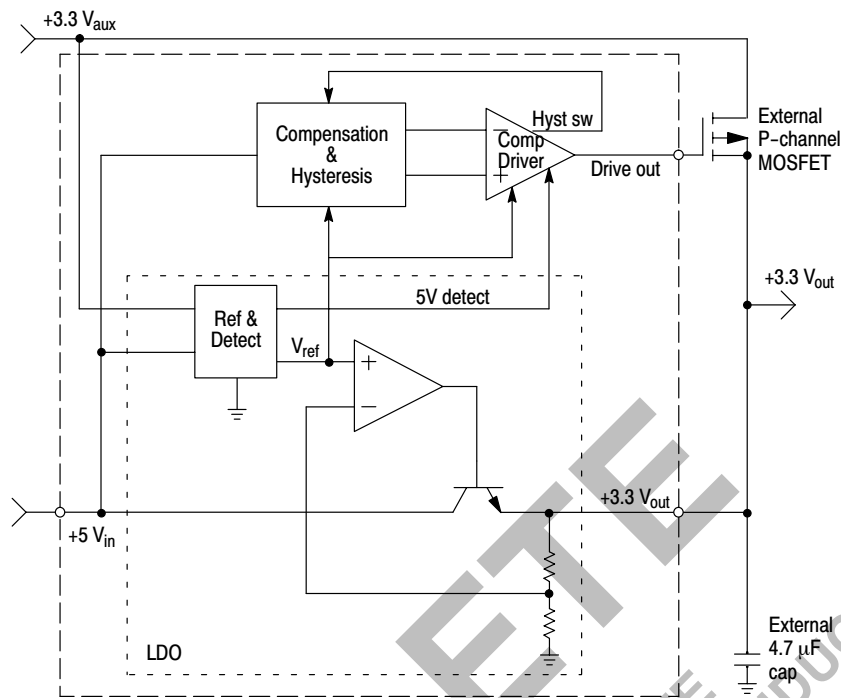 +3.3 Vaux
Compensation
&
Hysteresis
Hyst sw
Comp
Driver
−
+
Drive out
External
P−channel
MOSFET
+3.3 Vout
5V detect
Ref &
Detect
Vref
+
−
+3.3 Vout
+5 Vin
LDO
External
4.7 μF
cap
ETE